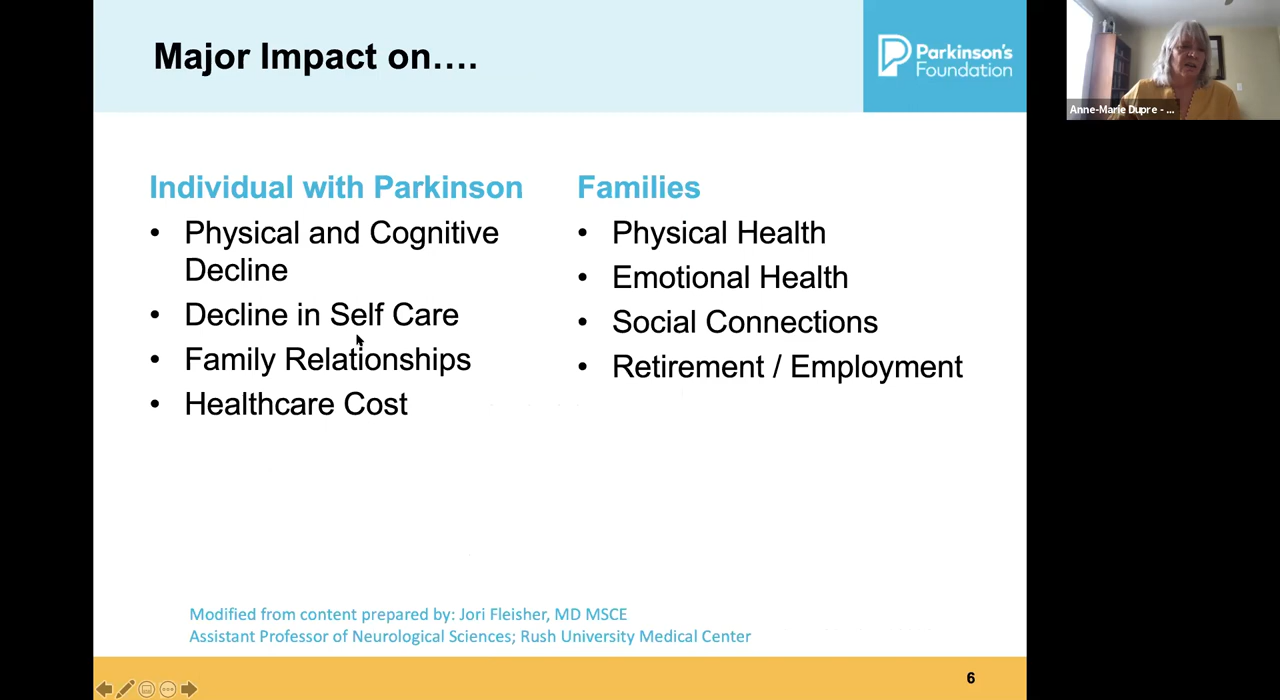 Major Impact on….
Parkinson's
Foundation
Anne-Marie Dupre - ...
Individual with Parkinson
• Physical and Cognitive
Decline
• Decline in Self Care
• Family Relationships
• Healthcare Cost
Families
• Physical Health
• Emotional Health
• Social Connections
• Retirement / Employment
Modified from content prepared by: Jori Fleisher, MD MSCE
Assistant Professor of Neurological Sciences; Rush University Medical Center
6